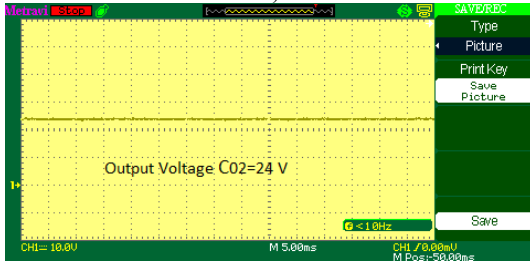 Metravi Stop SAVE/REC
Type
Picture
Print Key
Save
Picture
Output Voltage C02=24 V
1
<10Hz
Save
CH1 10.0V M 5.00ms CH1 / 0.00mV
M Pos:-50.00ms